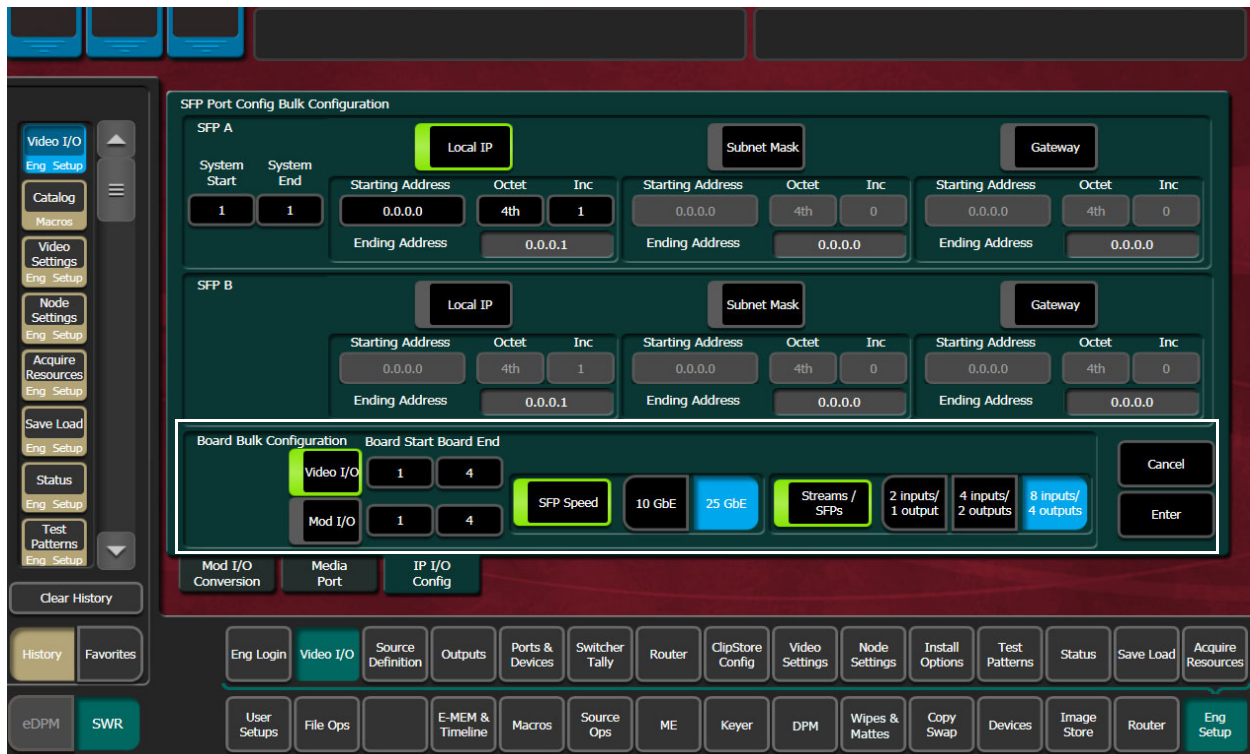 SFP Port Config Bulk Configuration
SFP A
Local IP
Subnet Mask
Gateway
System Start
System End
Starting Address Octet Inc
Starting Address Octet Inc
Starting Address Octet Inc
1 1
0.0.0.0 4th 1
0.0.0.0 4th 0
0.0.0.0 4th 0
Ending Address 0.0.0.1
Ending Address 0.0.0.0
Ending Address 0.0.0.0
SFP B
Local IP
Subnet Mask
Gateway
Starting Address Octet Inc
Starting Address Octet Inc
Starting Address Octet Inc
0.0.0.0 4th 1
0.0.0.0 4th 0
0.0.0.0 4th 0
Ending Address 0.0.0.1
Ending Address 0.0.0.0
Ending Address 0.0.0.0
Board Bulk Configuration Board Start Board End
Video I/O 1 4
Mod I/O 1 4
SFP Speed
10 GbE
25 GbE
Streams /
SFPs
2 inputs/
1 output
4 inputs/
2 outputs
8 inputs/
4 outputs
Cancel
Enter
Mod I/O
Conversion
Media
Port
IP I/O
Config
Video I/O
Eng Setup
Catalog
Macros
Video
Settings
Eng Setup
Node
Settings
Eng Setup
Acquire
Resources
Eng Setup
Save Load
Eng Setup
Status
Eng Setup
Test
Patterns
Eng Setup
Clear History
History
Favorites
Eng Login
Video I/O
Source
Definition
Outputs
Ports &
Devices
Switcher
Tally
Router
ClipStore
Config
Video
Settings
Node
Settings
Install
Options
Test
Patterns
Status
Save Load
Acquire
Resources
eDPM
SWR
User
Setups
File Ops
E-MEM &
Timeline
Macros
Source
Ops
ME
Keyer
DPM
Wipes &
Mattes
Copy
Swap
Devices
Image
Store
Router
Eng
Setup